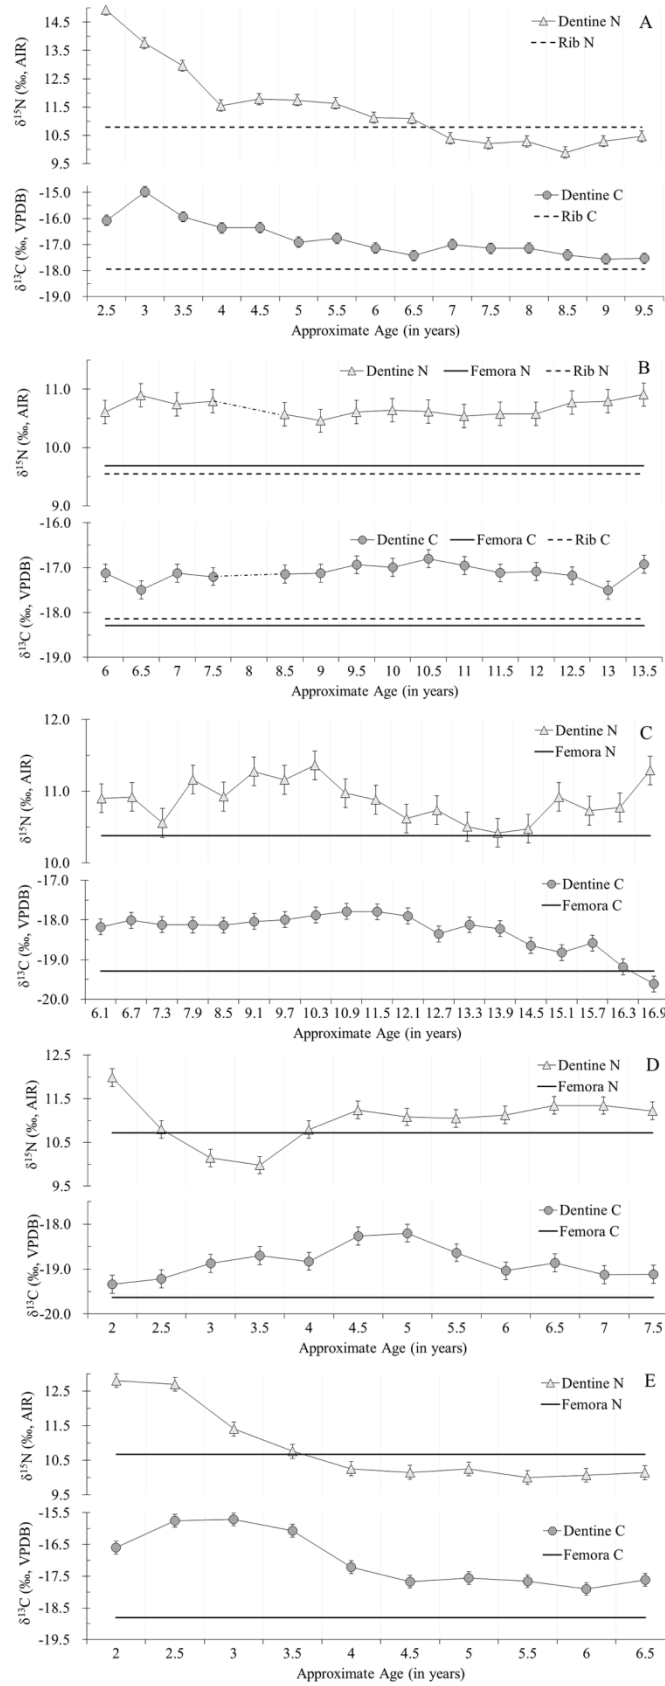 A
Dentine N
Rib N
δ¹⁵N (‰, AIR)
14.5
13.5
12.5
11.5
10.5
9.5
Dentine C
Rib C
δ¹³C (‰, VPDB)
-15.0
-16.0
-17.0
-18.0
-19.0
2.5 3 3.5 4 4.5 5 5.5 6 6.5 7 7.5 8 8.5 9 9.5
Approximate Age (in years)
B
Dentine N Femora N Rib N
δ¹⁵N (‰, AIR)
11.0
10.0
9.0
Dentine C Femora C Rib C
δ¹³C (‰, VPDB)
-16.0
-17.0
-18.0
-19.0
6 6.5 7 7.5 8 8.5 9 9.5 10 10.5 11 11.5 12 12.5 13 13.5
Approximate Age (in years)
C
Dentine N
Femora N
δ¹⁵N (‰, AIR)
12.0
11.0
10.0
Dentine C
Femora C
δ¹³C (‰, VPDB)
-17.0
-18.0
-19.0
-20.0
6.1 6.7 7.3 7.9 8.5 9.1 9.7 10.3 10.9 11.5 12.1 12.7 13.3 13.9 14.5 15.1 15.7 16.3 16.9
Approximate Age (in years)
D
Dentine N
Femora N
δ¹⁵N (‰, AIR)
12.5
11.5
10.5
9.5
Dentine C
Femora C
δ¹³C (‰, VPDB)
-18.0
-19.0
-20.0
2 2.5 3 3.5 4 4.5 5 5.5 6 6.5 7 7.5
Approximate Age (in years)
E
Dentine N
Femora N
δ¹⁵N (‰, AIR)
12.5
11.5
10.5
9.5
Dentine C
Femora C
δ¹³C (‰, VPDB)
-15.5
-16.5
-17.5
-18.5
-19.5
2 2.5 3 3.5 4 4.5 5 5.5 6 6.5
Approximate Age (in years)